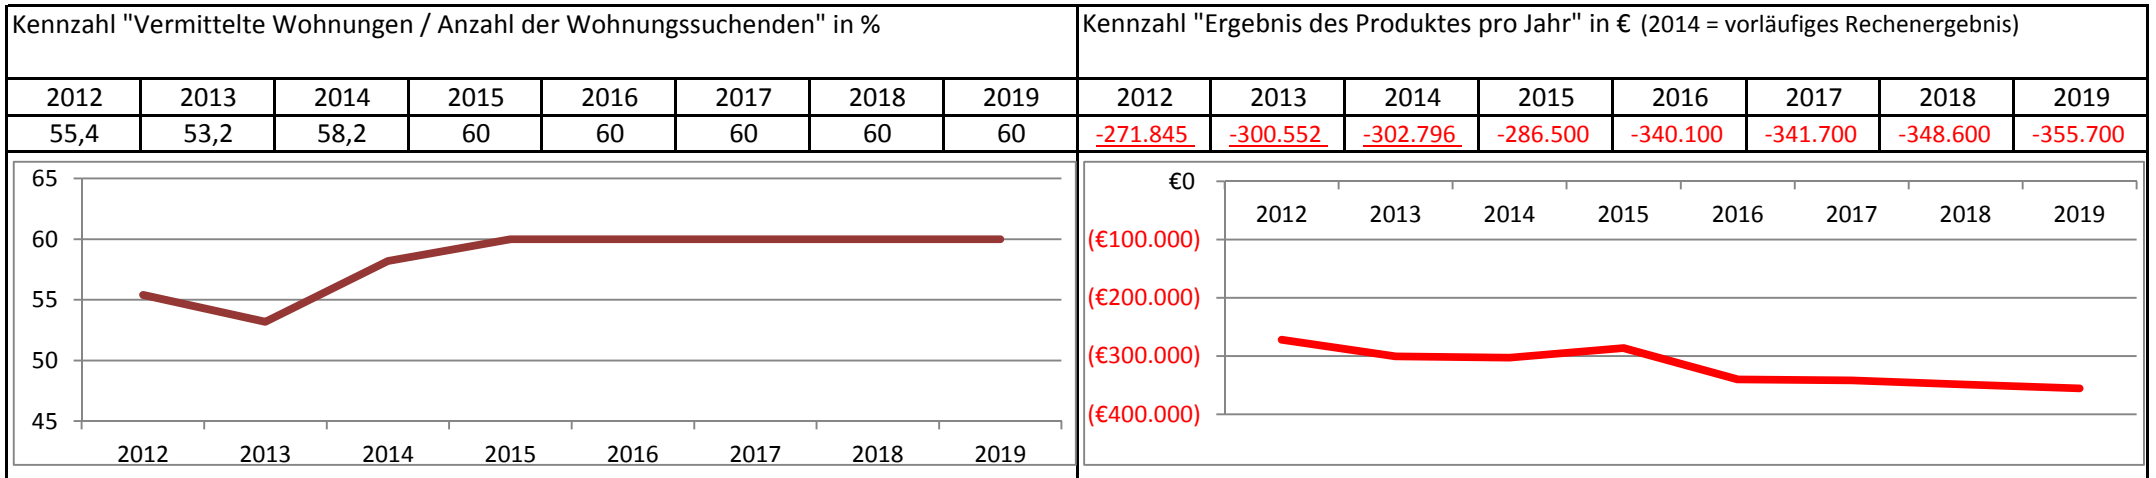 Kennzahl "Vermittelte Wohnungen / Anzahl der Wohnungssuchenden" in %
2012 2013 2014 2015 2016 2017 2018 2019
55,4 53,2 58,2 60 60 60 60 60
65
60
55
50
45
2012 2013 2014 2015 2016 2017 2018 2019
Kennzahl "Ergebnis des Produktes pro Jahr" in € (2014 = vorläufiges Rechenergebnis)
2012 2013 2014 2015 2016 2017 2018 2019
-271.845 -300.552 -302.796 -286.500 -340.100 -341.700 -348.600 -355.700
€0
2012 2013 2014 2015 2016 2017 2018 2019
(€100.000)
(€200.000)
(€300.000)
(€400.000)